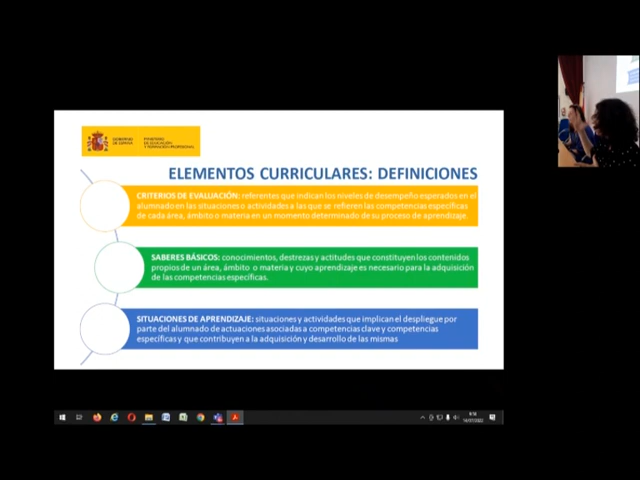 GOBIERNO MINISTERIO
DE ESPAÑA DE EDUCACIÓN
Y FORMACIÓN PROFESIONAL
ELEMENTOS CURRICULARES: DEFINICIONES
CRITERIOS DE EVALUACIÓN: referentes que indican los niveles de desempeño esperados en el
alumnado en las situaciones o actividades a las que se refieren las competencias específicas
de cada área, ámbito o materia en un momento determinado de su proceso de aprendizaje.
SABERES BÁSICOS: conocimientos, destrezas y actitudes que constituyen los contenidos
propios de un área, ámbito o materia y cuyo aprendizaje es necesario para la adquisición
de las competencias específicas.
SITUACIONES DE APRENDIZAJE: situaciones y actividades que implican el despliegue por
parte del alumnado de actuaciones asociadas a competencias clave y competencias
específicas y que contribuyen a la adquisición y desarrollo de las mismas